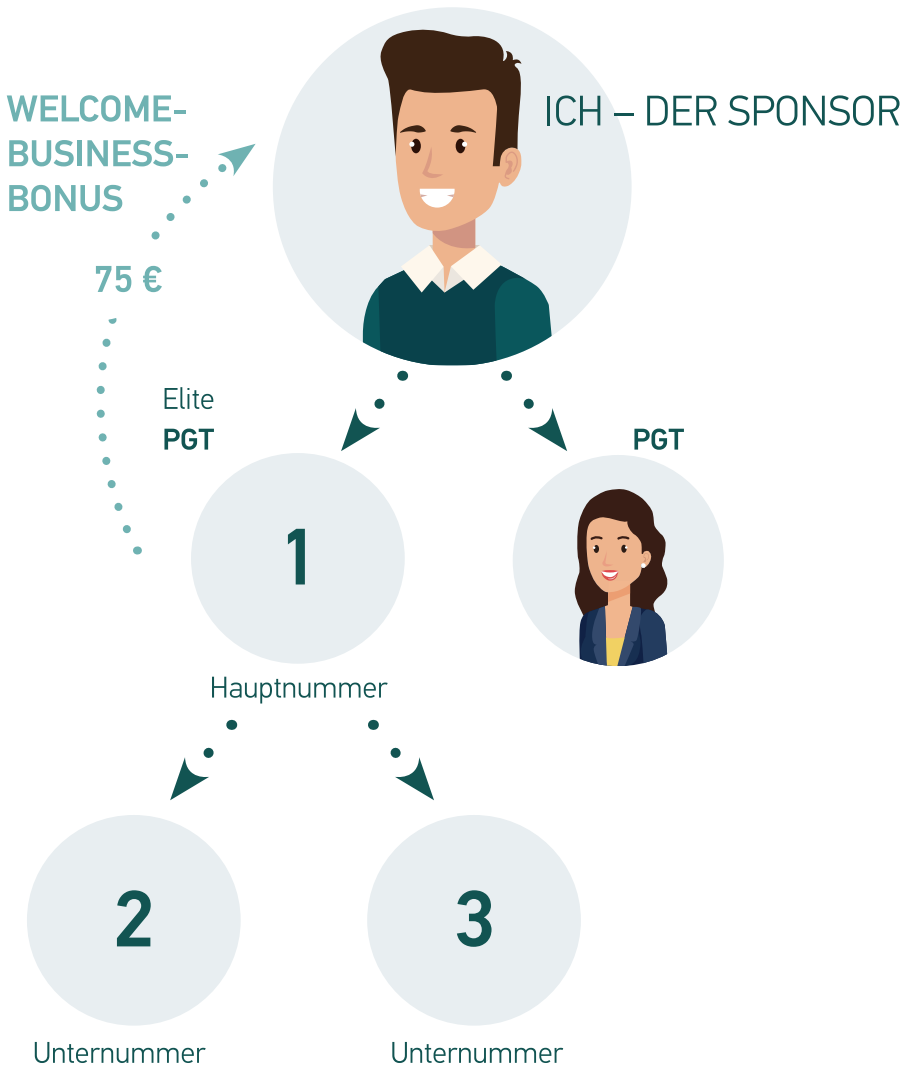 WELCOME-
BUSINESS-
BONUS
ICH – DER SPONSOR
75 €
Elite
PGT
PGT
1
Hauptnummer
2
3
Unternummer
Unternummer